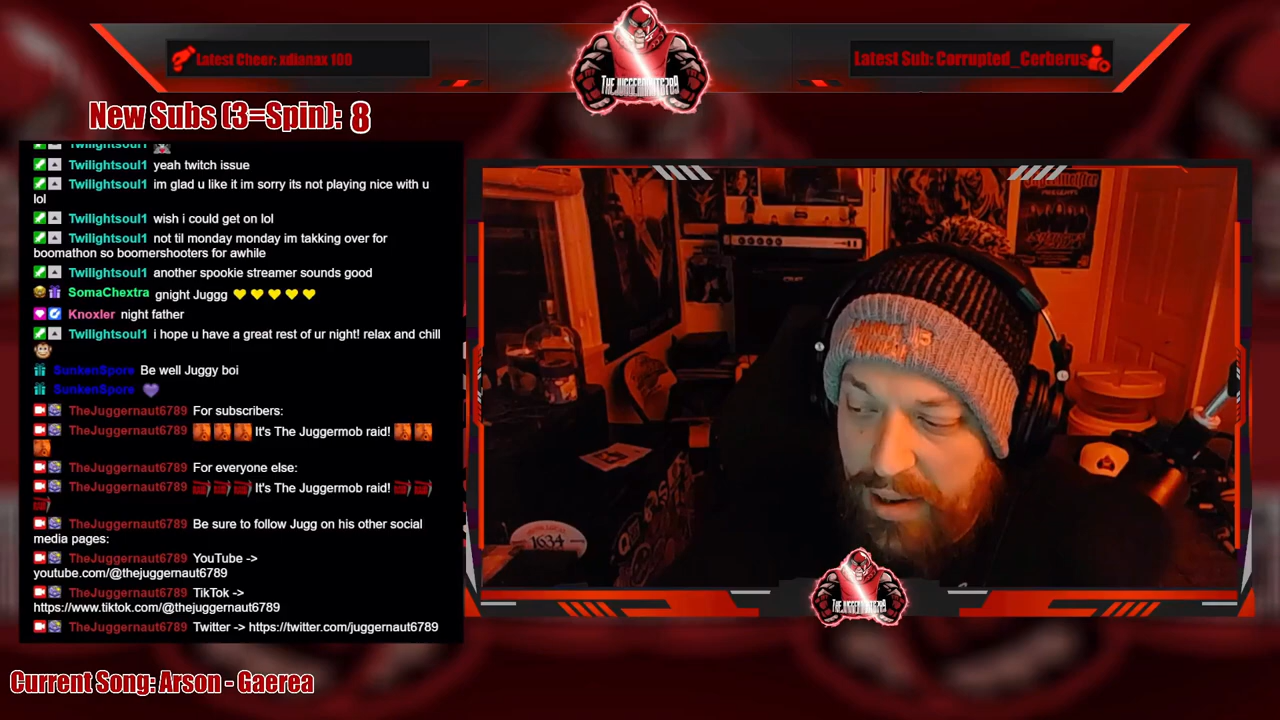 Latest Cheer: xdianax 100
THEJUGGERNAUT6789
Latest Sub: Corrupted_Cerberus
New Subs (3=Spin): 8
Twilightsoul1
Twilightsoul1 yeah twitch issue
Twilightsoul1 im glad u like it im sorry its not playing nice with u
lol
Twilightsoul1 wish i could get on lol
Twilightsoul1 not til monday monday im takking over for
boomathon so boomershooters for awhile
Twilightsoul1 another spookie streamer sounds good
SomaChextra gnight Juggg
Knoxler night father
Twilightsoul1 i hope u have a great rest of ur night! relax and chill
SunkenSpore Be well Juggy boi
SunkenSpore
TheJuggernaut6789 For subscribers:
TheJuggernaut6789 It's The Juggermob raid!
TheJuggernaut6789 For everyone else:
TheJuggernaut6789 It's The Juggermob raid!
TheJuggernaut6789 Be sure to follow Jugg on his other social
media pages:
TheJuggernaut6789 YouTube ->
youtube.com/@thejuggernaut6789
TheJuggernaut6789 TikTok ->
https://www.tiktok.com/@thejuggernaut6789
TheJuggernaut6789 Twitter -> https://twitter.com/juggernaut6789
1634
THEJUGGERNAUT6789
Current Song: Arson - Gaerea